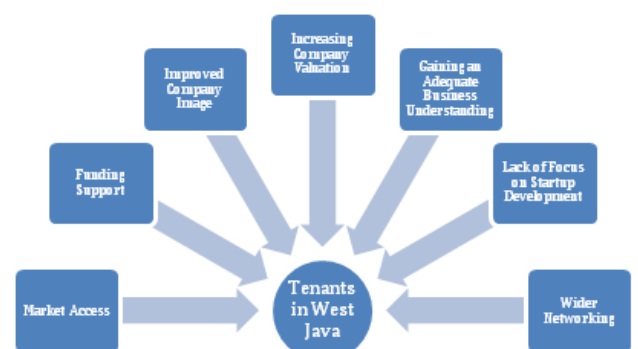 Increasing
Company
Valuation
Improved
Company
Image
Gaining an
Adequate
Business
Understanding
Funding
Support
Lack of Focus
on Startup
Development
Market Access
Tenants
in West
Java
Wider
Networking